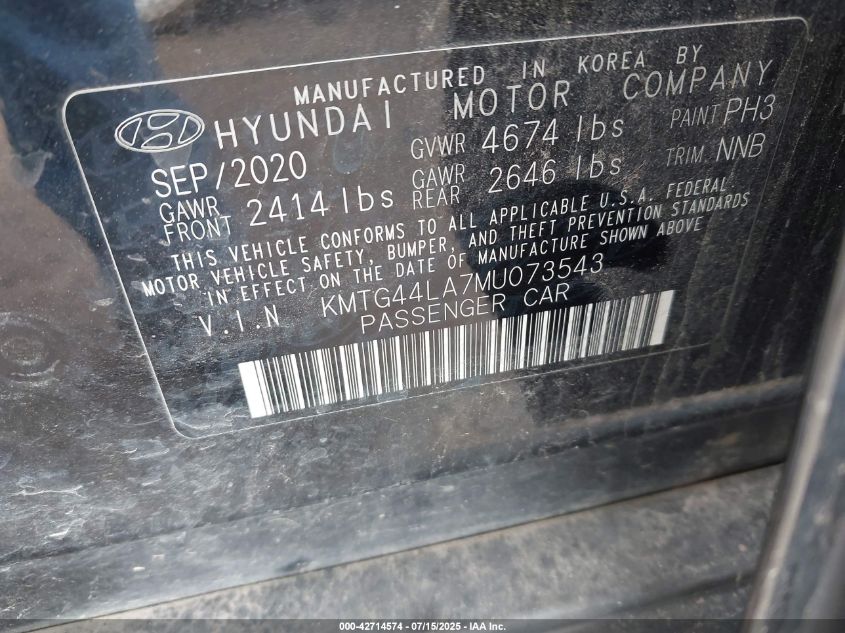 MANUFACTURED IN KOREA BY
HYUNDAI MOTOR COMPANY
SEP/2020 GVWR 4674 lbs PAINT PH3
GAWR FRONT 2414 lbs GAWR REAR 2646 lbs TRIM. NNB
THIS VEHICLE CONFORMS TO ALL APPLICABLE U.S.A. FEDERAL
MOTOR VEHICLE SAFETY, BUMPER, AND THEFT PREVENTION STANDARDS
IN EFFECT ON THE DATE OF MANUFACTURE SHOWN ABOVE
V.I.N KMTG44LA7MU073543
PASSENGER CAR
000-42714574 - 07/15/2025 - IAA Inc.